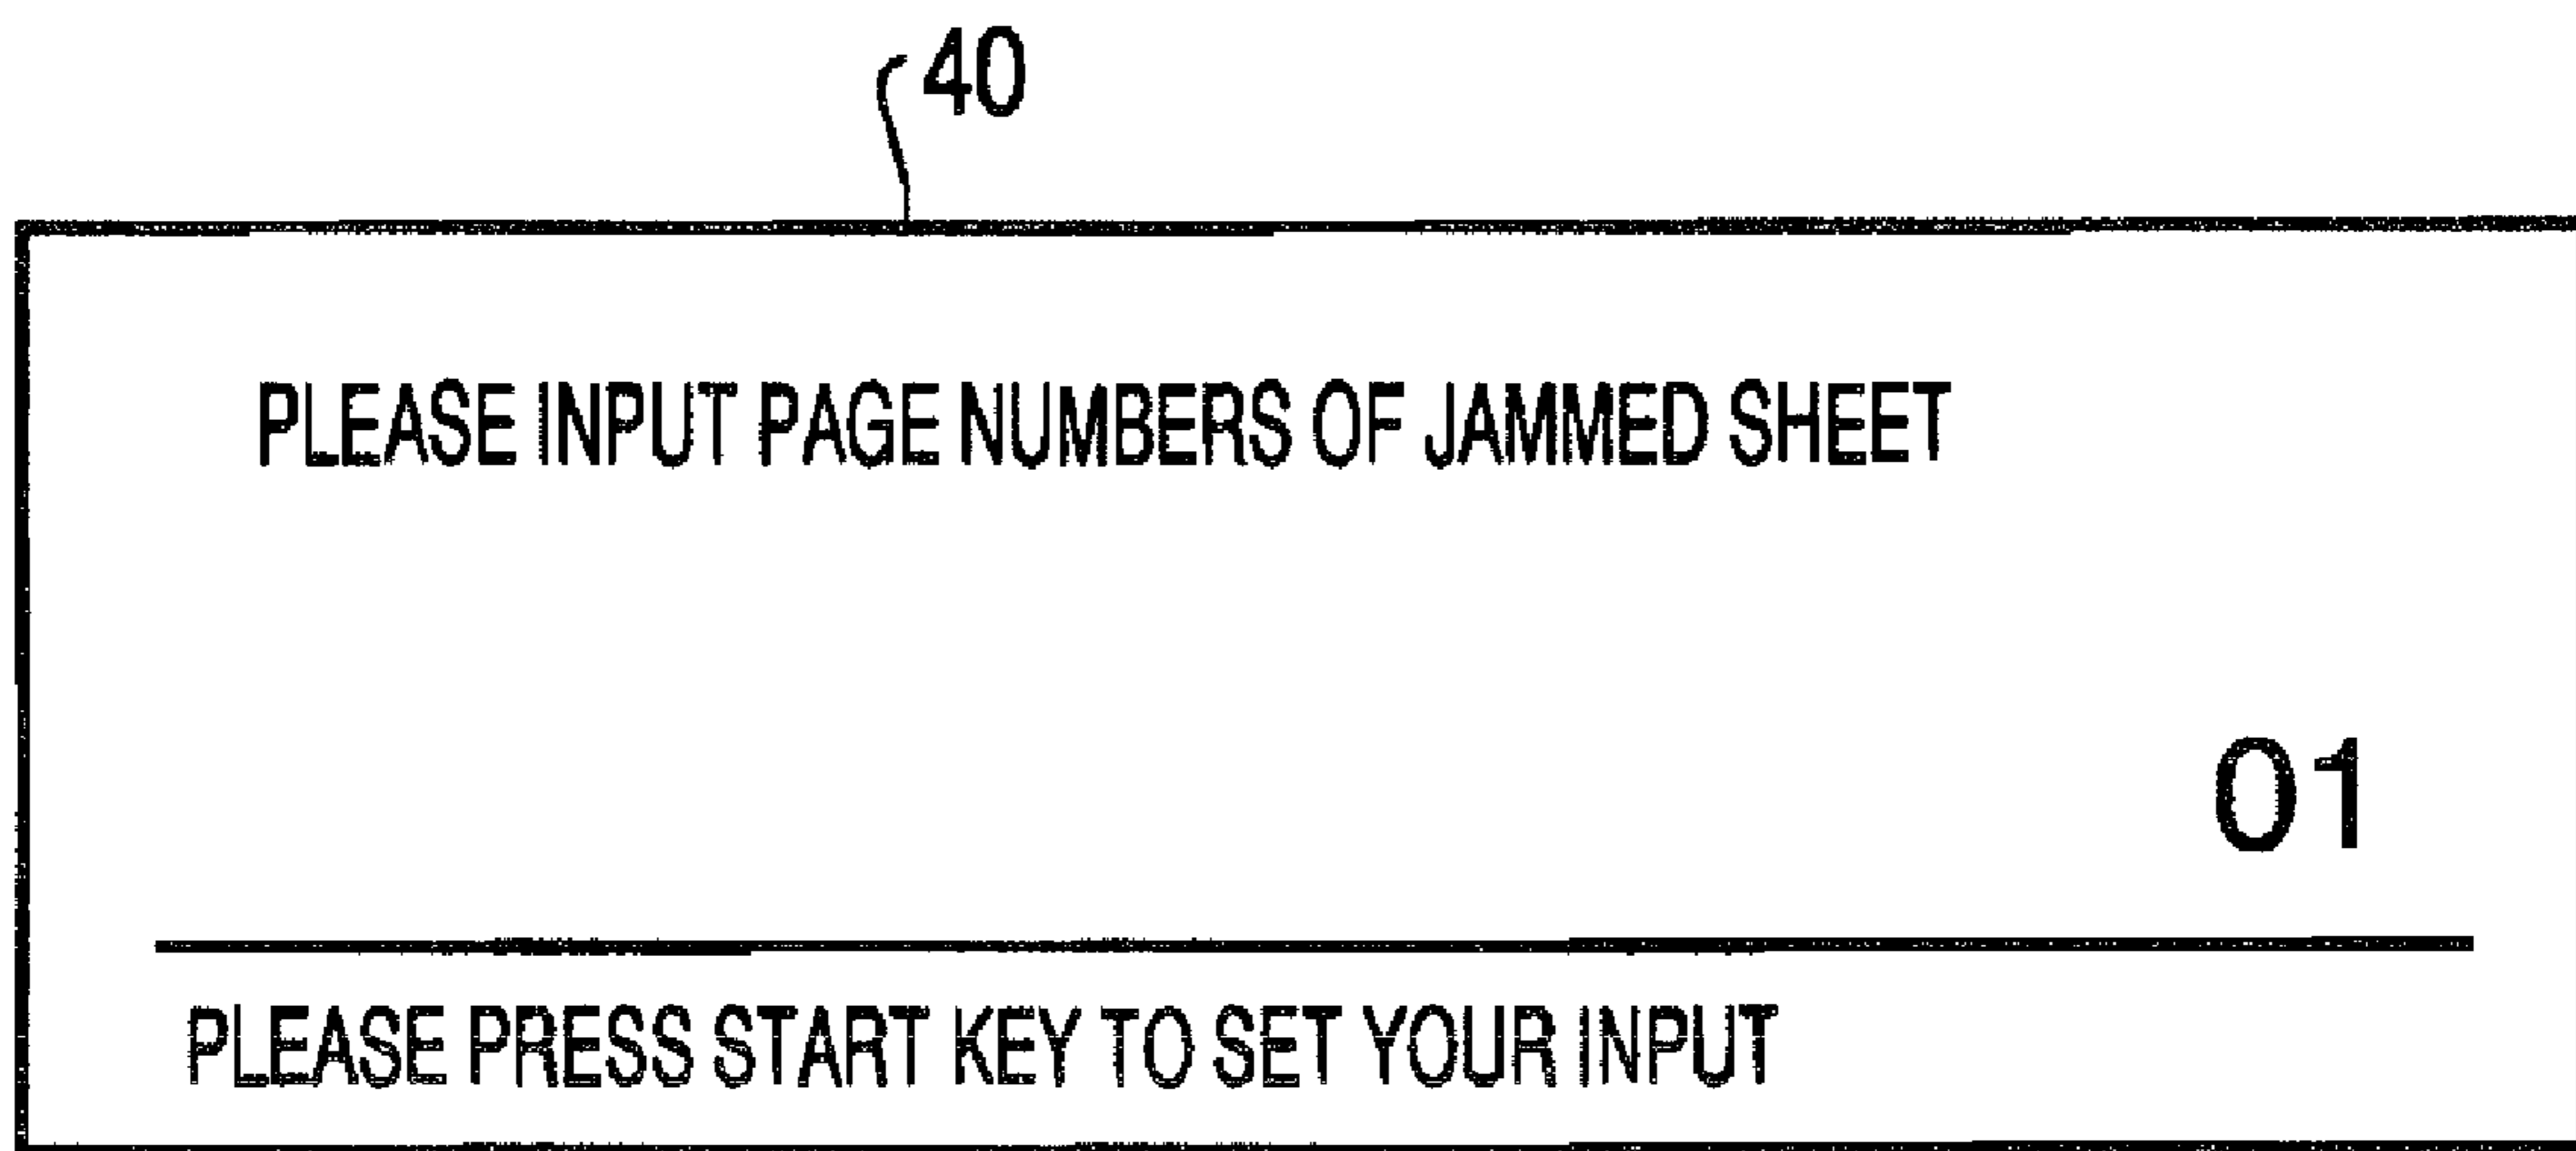 40
PLEASE INPUT PAGE NUMBERS OF JAMMED SHEET
01
PLEASE PRESS START KEY TO SET YOUR INPUT